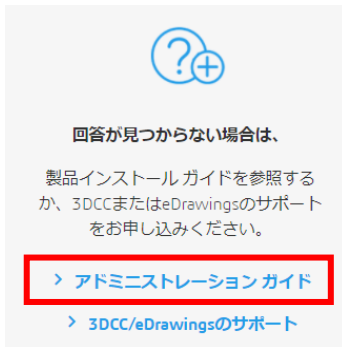 回答が見つからない場合は、
製品インストール ガイドを参照する
か、3DCCまたはeDrawingsのサポート
をお申し込みください。
> アドミニストレーション ガイド
> 3DCC/eDrawingsのサポート